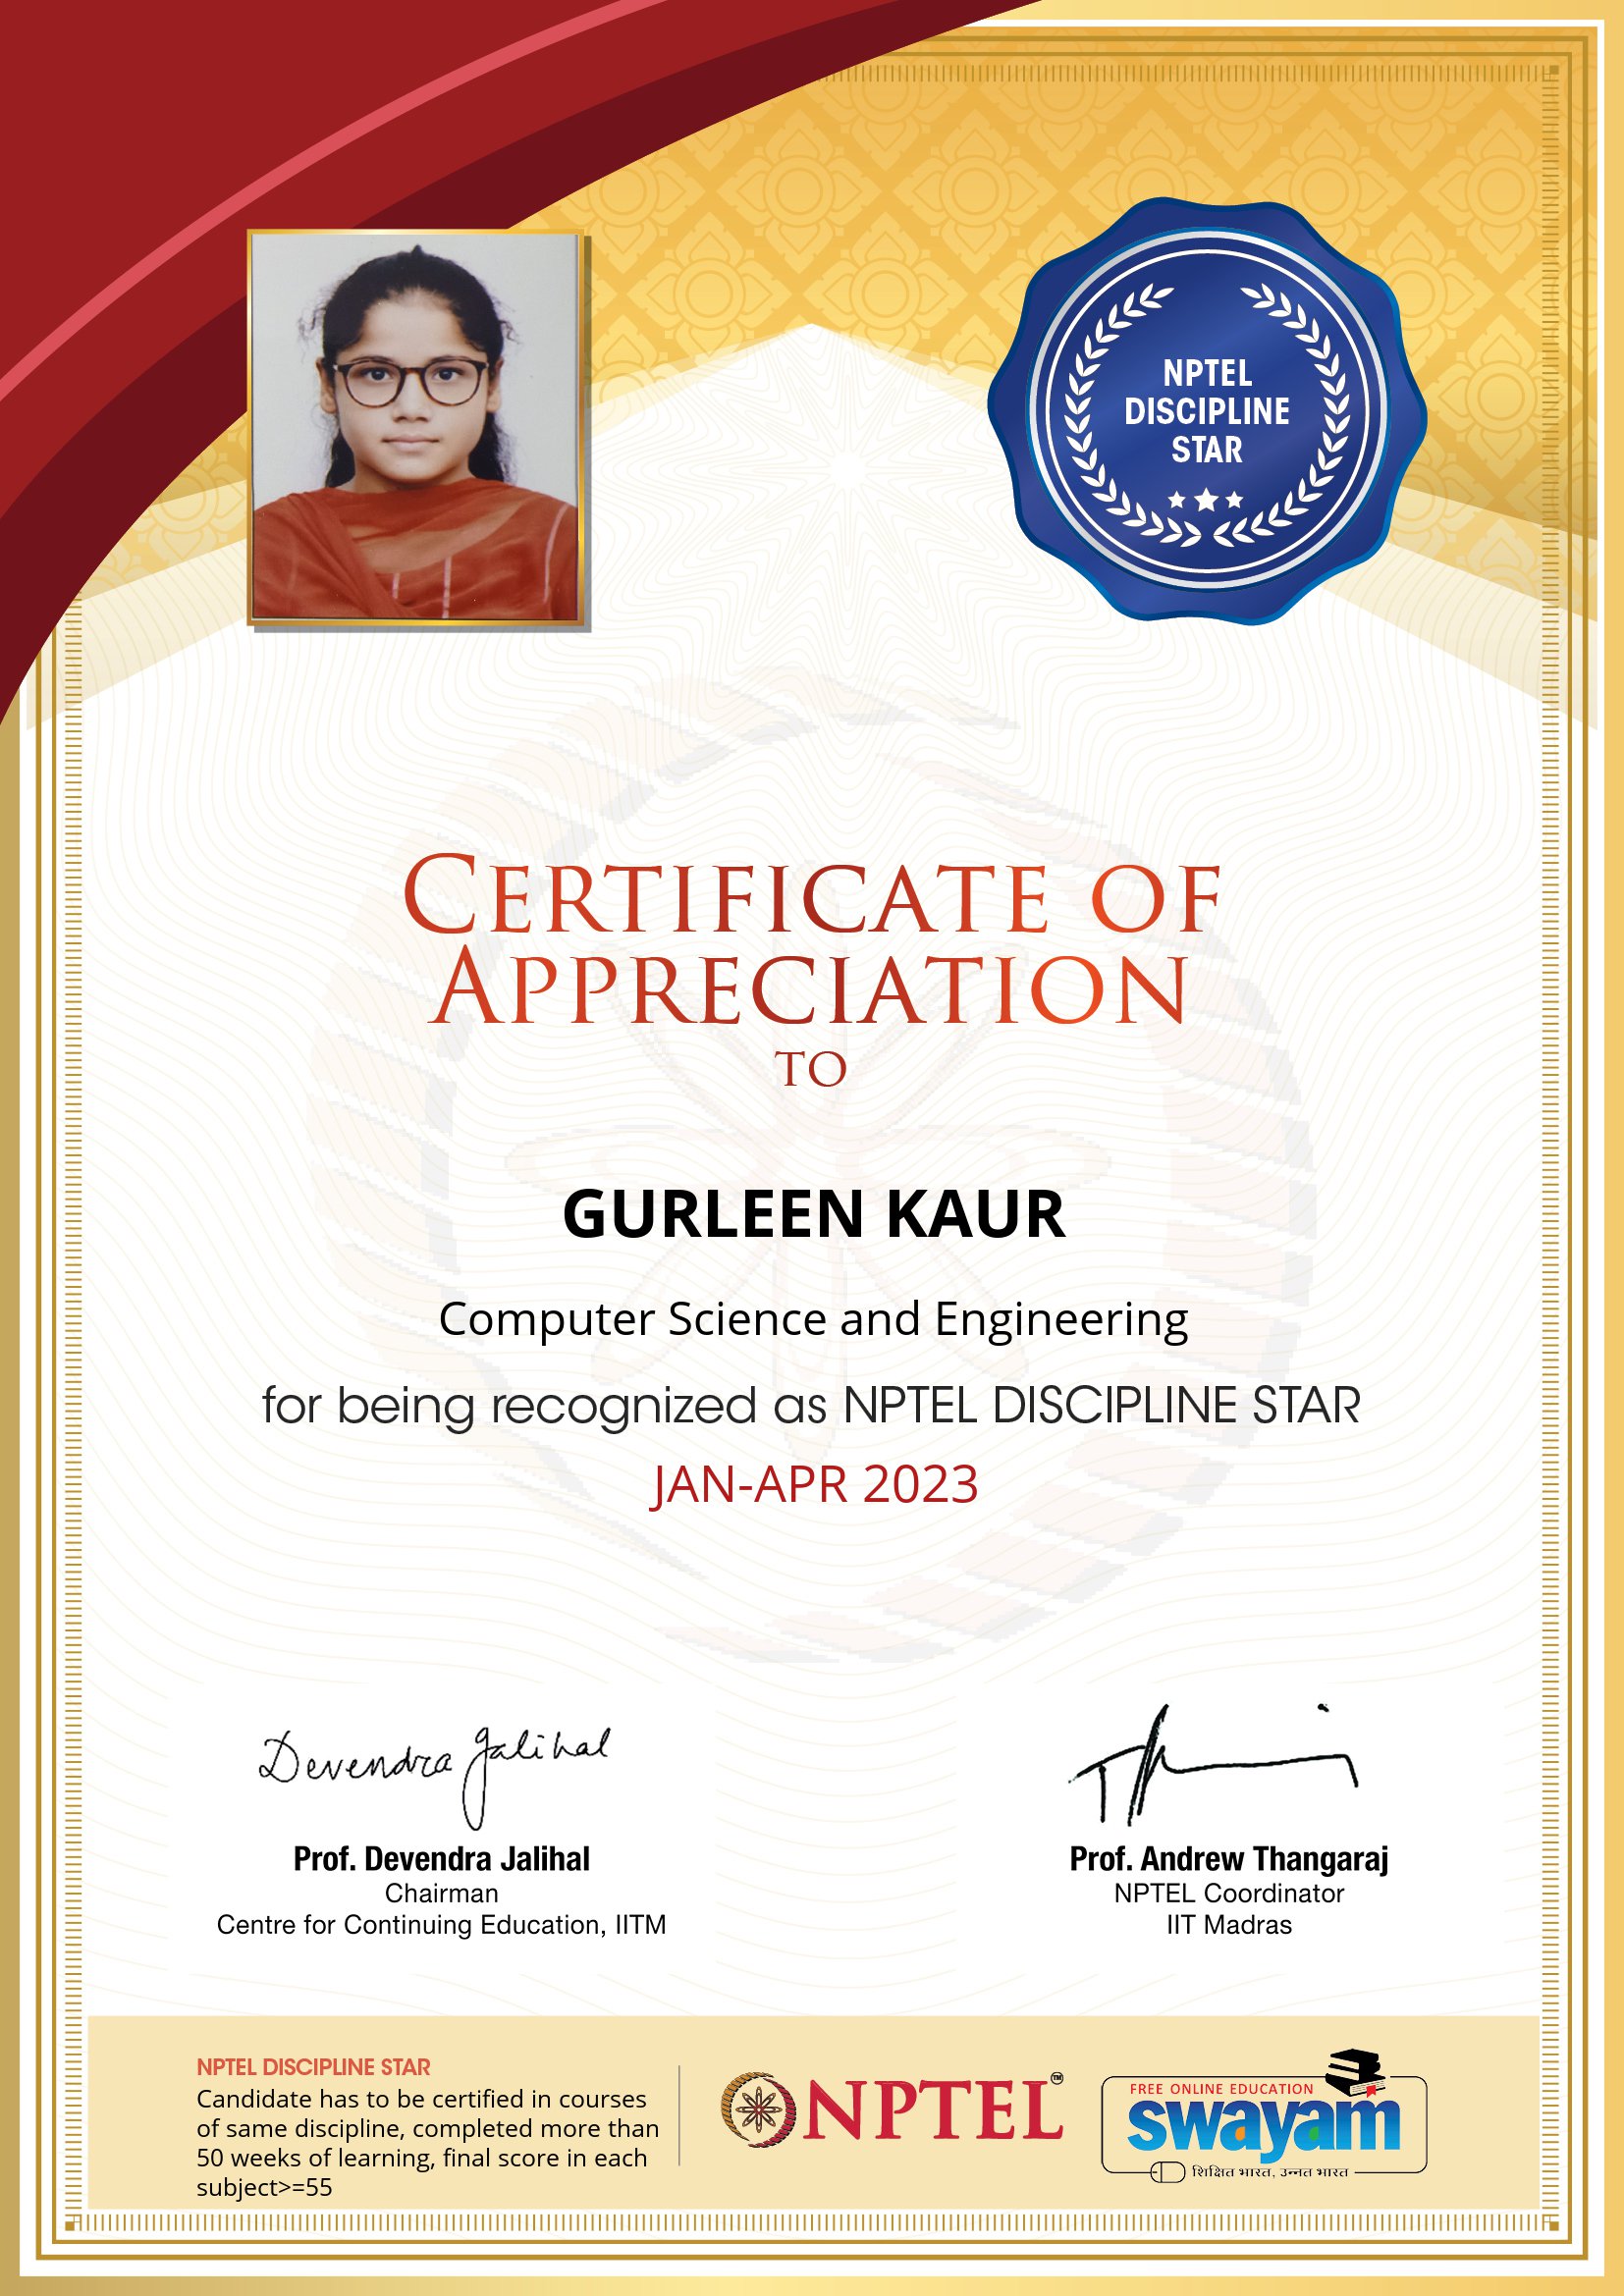 NPTEL
DISCIPLINE
STAR
CERTIFICATE OF
APPRECIATION
TO
GURLEEN KAUR
Computer Science and Engineering
for being recognized as NPTEL DISCIPLINE STAR
JAN-APR 2023
Devendra Jalihal
Prof. Devendra Jalihal
Chairman
Centre for Continuing Education, IITM
Prof. Andrew Thangaraj
NPTEL Coordinator
IIT Madras
NPTEL DISCIPLINE STAR
Candidate has to be certified in courses
of same discipline, completed more than
50 weeks of learning, final score in each
subject>=55
NPTEL™
FREE ONLINE EDUCATION
swayam
शिक्षित भारत, उन्नत भारत